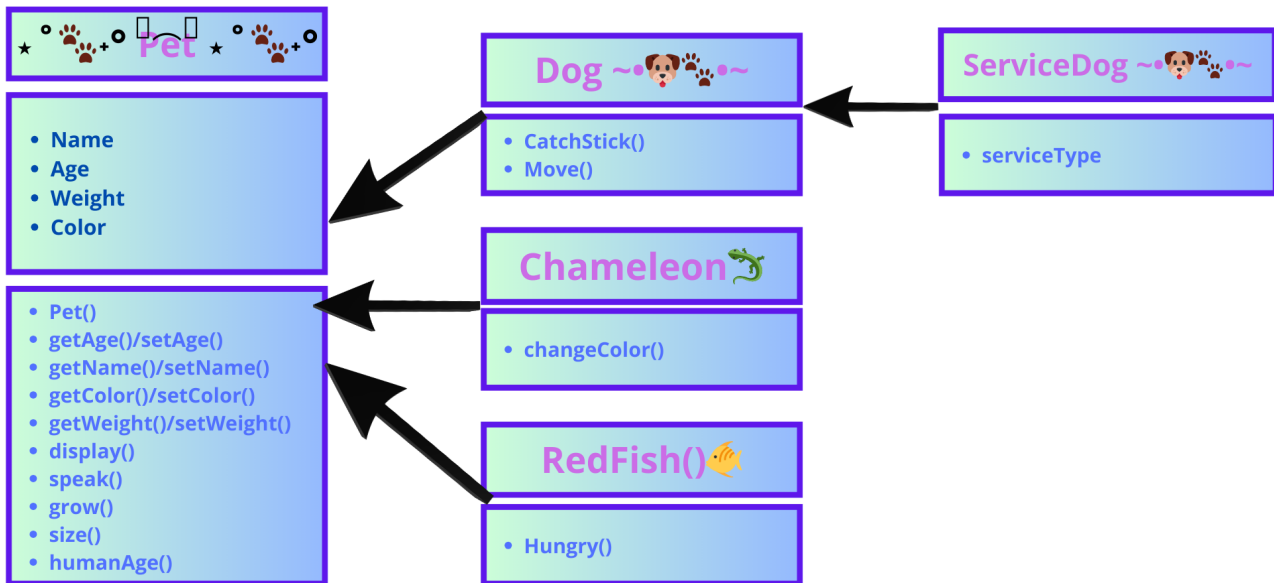 Pet
Name
Age
Weight
Color
Pet()
getAge()/setAge()
getName()/setName()
getColor()/setColor()
getWeight()/setWeight()
display()
speak()
grow()
size()
humanAge()
Dog ~•🐶🐾•~
CatchStick()
Move()
Chameleon🦎
changeColor()
RedFish()🐠
Hungry()
ServiceDog ~•🐶🐾•~
serviceType